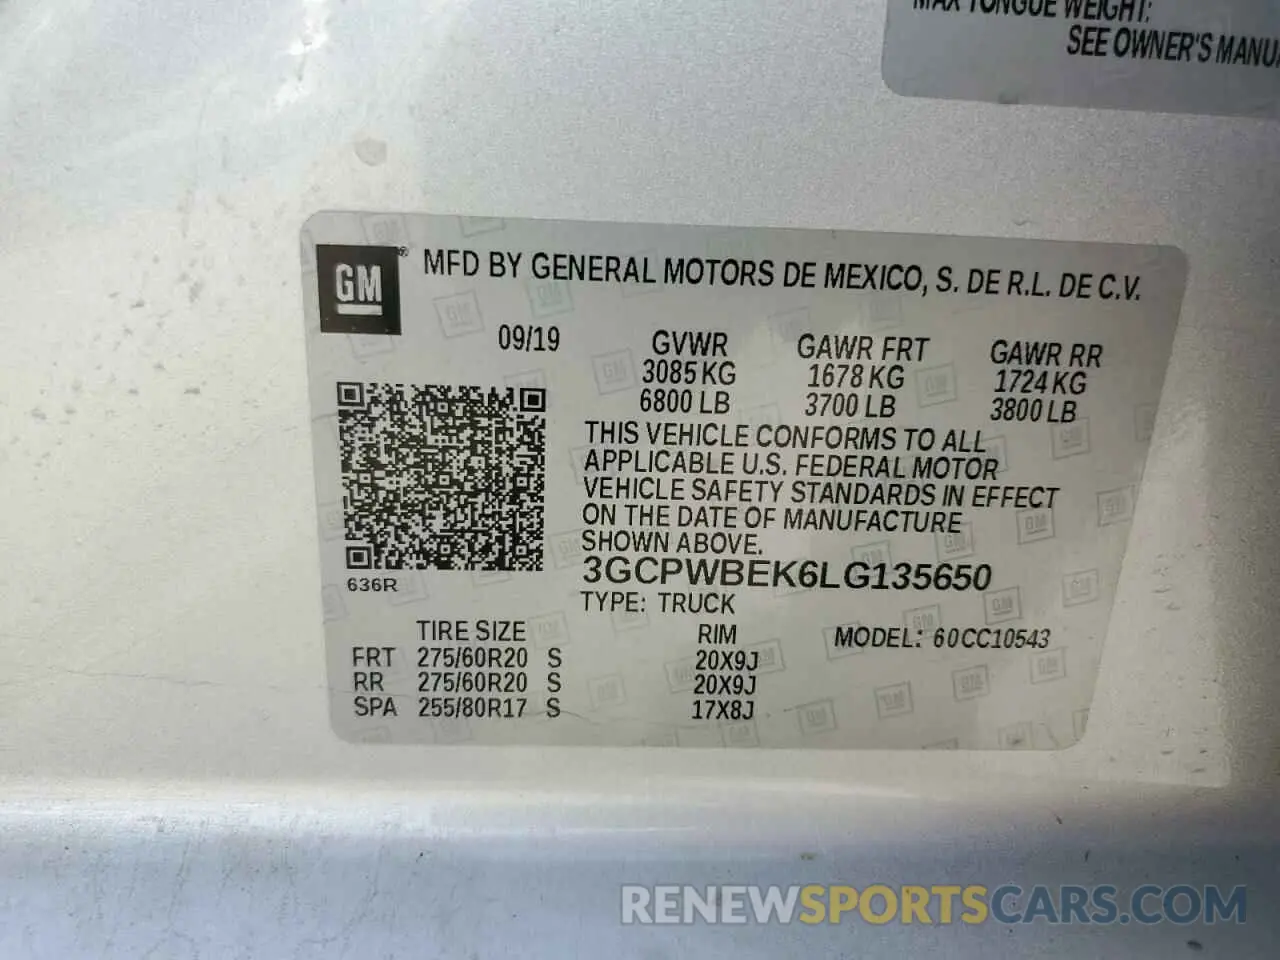 MAX TONGUE WEIGHT:
SEE OWNER'S MANUA
GM® MFD BY GENERAL MOTORS DE MEXICO, S. DE R.L. DE C.V.
09/19 GVWR GAWR FRT GAWR RR
3085 KG 1678 KG 1724 KG
6800 LB 3700 LB 3800 LB
THIS VEHICLE CONFORMS TO ALL
APPLICABLE U.S. FEDERAL MOTOR
VEHICLE SAFETY STANDARDS IN EFFECT
ON THE DATE OF MANUFACTURE
SHOWN ABOVE.
3GCPWBEK6LG135650
636R
TYPE: TRUCK
TIRE SIZE RIM MODEL: 60CC10543
FRT 275/60R20 S 20X9J
RR 275/60R20 S 20X9J
SPA 255/80R17 S 17X8J
RENEWSPORTSCARS.COM